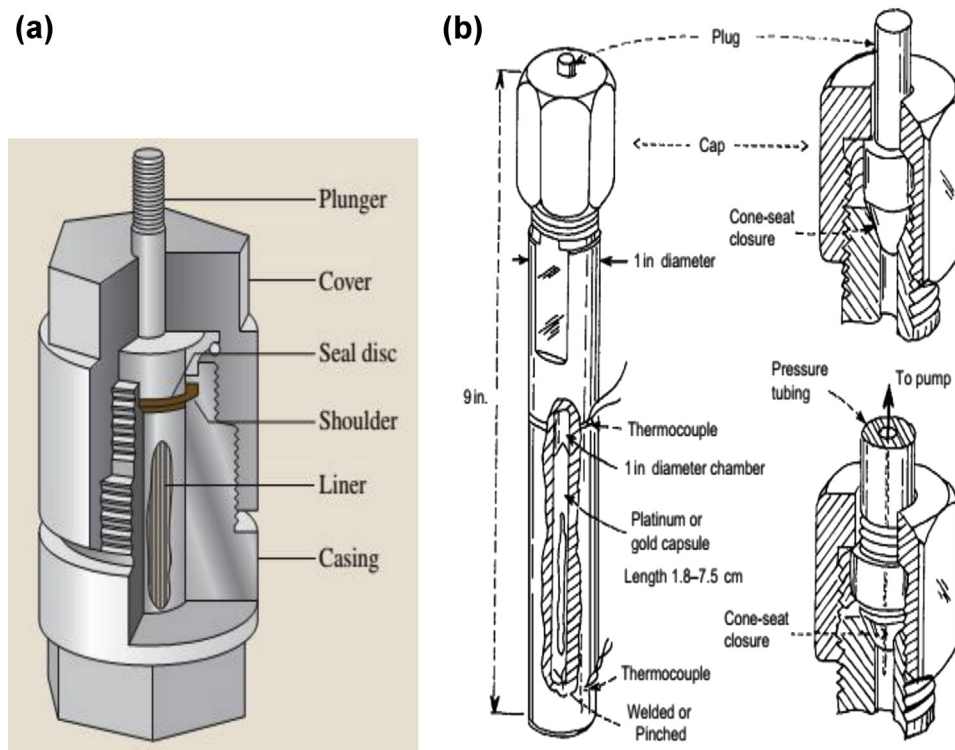 (a)
Plunger
Cover
Seal disc
Shoulder
Liner
Casing
(b)
Plug
Cap
Cone-seat
closure
1 in diameter
9 in.
Thermocouple
1 in diameter chamber
Platinum or
gold capsule
Length 1.8–7.5 cm
Thermocouple
Welded or
Pinched
Pressure
tubing
To pump
Cone-seat
closure